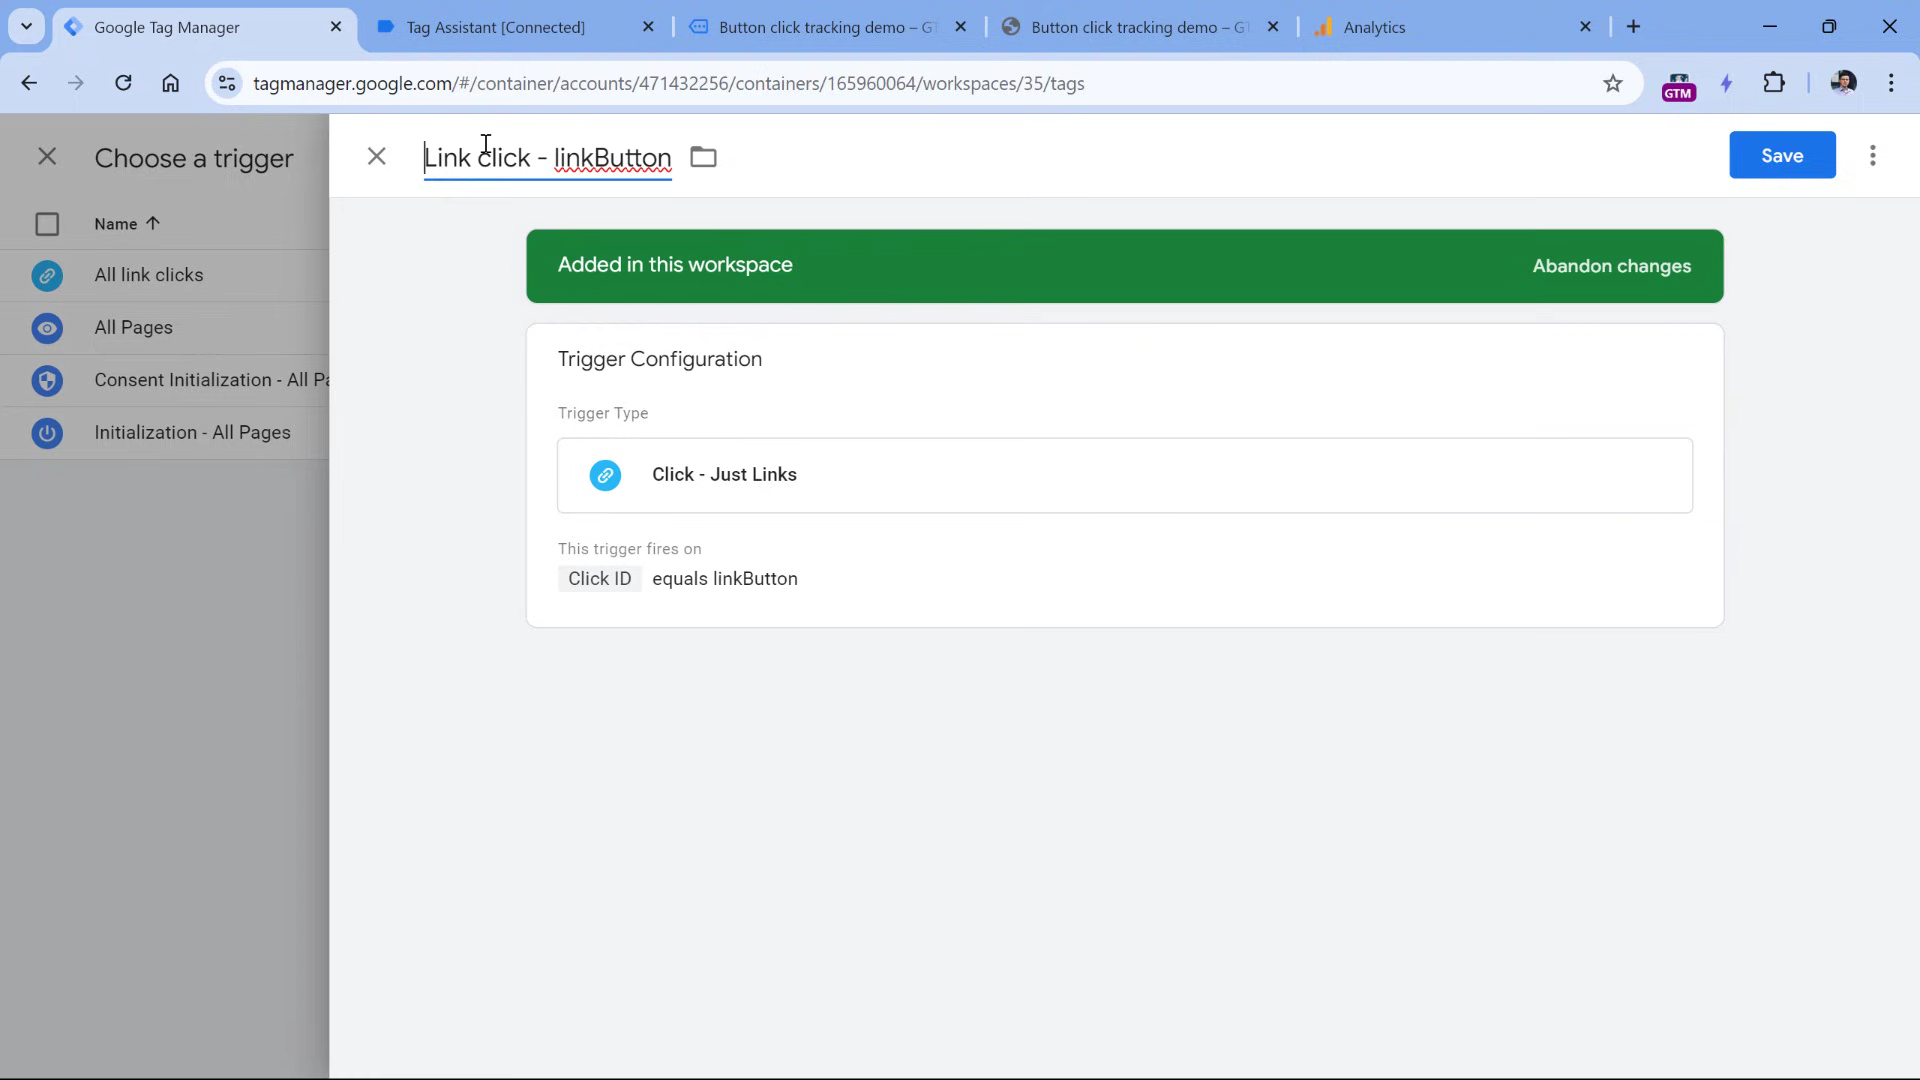 Google Tag Manager
Tag Assistant [Connected]
Button click tracking demo – GT
Button click tracking demo – GT
Analytics
tagmanager.google.com/#/container/accounts/471432256/containers/165960064/workspaces/35/tags
GTM
Choose a trigger
Link click - linkButton
Save
Name
Added in this workspace
Abandon changes
All link clicks
All Pages
Consent Initialization - All Pa
Initialization - All Pages
Trigger Configuration
Trigger Type
Click - Just Links
This trigger fires on
Click ID equals linkButton